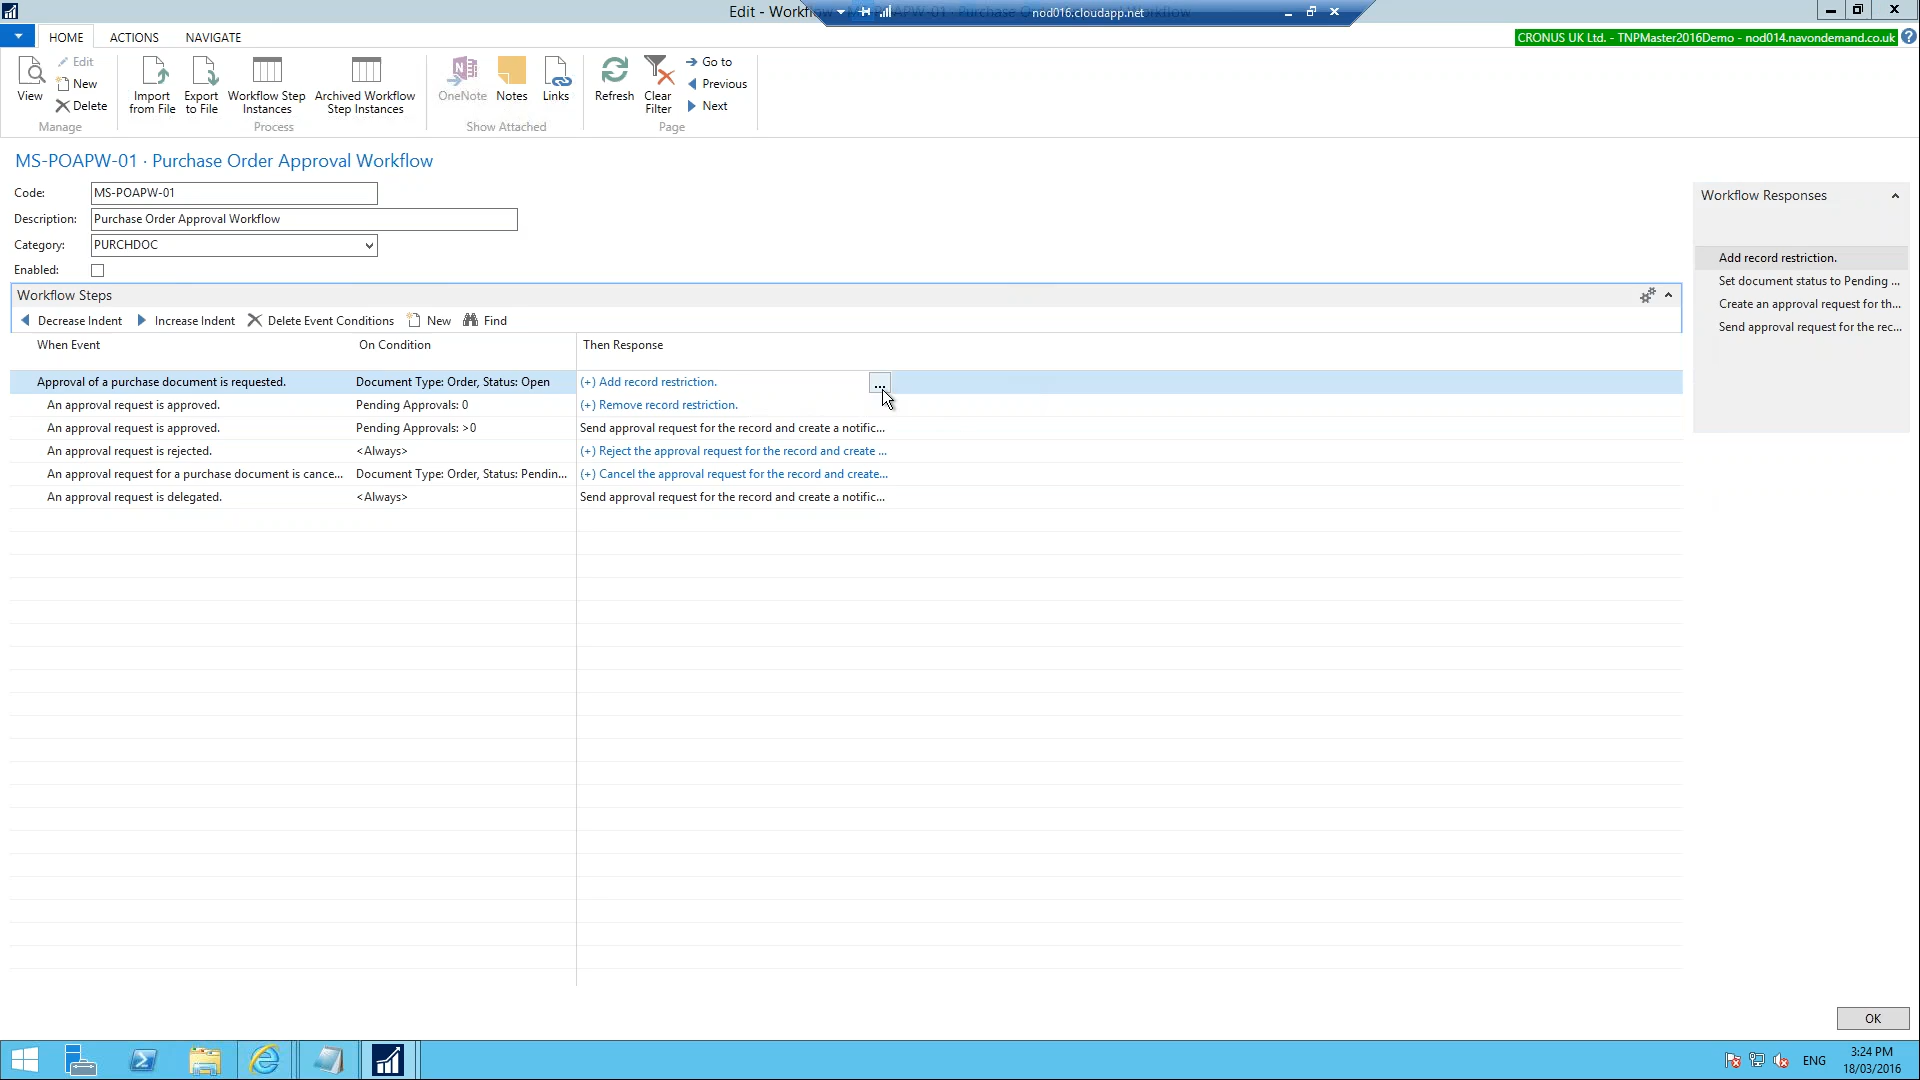 Edit - Workflow
nod016.cloudapp.net
HOME ACTIONS NAVIGATE
CRONUS UK Ltd. - TNPMaster2016Demo - nod014.navondemand.co.uk
View
Edit
New
Delete
Import from File
Export to File
Workflow Step Instances
Archived Workflow Step Instances
OneNote
Notes
Links
Refresh
Clear Filter
Go to
Previous
Next
Manage
Process
Show Attached
Page
MS-POAPW-01 · Purchase Order Approval Workflow
Code: MS-POAPW-01
Description: Purchase Order Approval Workflow
Category: PURCHDOC
Enabled:
Workflow Steps
Decrease Indent Increase Indent Delete Event Conditions New Find
When Event On Condition Then Response
Approval of a purchase document is requested. Document Type: Order, Status: Open (+) Add record restriction. ...
An approval request is approved. Pending Approvals: 0 (+) Remove record restriction.
An approval request is approved. Pending Approvals: >0 Send approval request for the record and create a notific...
An approval request is rejected. <Always> (+) Reject the approval request for the record and create ...
An approval request for a purchase document is cance... Document Type: Order, Status: Pendin... (+) Cancel the approval request for the record and create...
An approval request is delegated. <Always> Send approval request for the record and create a notific...
Workflow Responses
Add record restriction.
Set document status to Pending ...
Create an approval request for th...
Send approval request for the rec...
OK
ENG
3:24 PM
18/03/2016